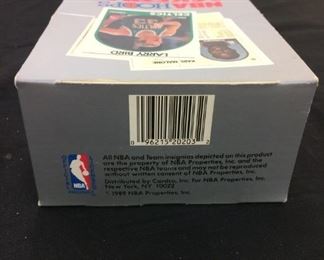 NBA HOOPS
LARRY BIRD
KARL MALONE
0 96215 20203 2
All NBA and Team insignias depicted on this product
are the property of NBA Properties, Inc. and the
respective NBA teams and may not be reproduced
without written consent of NBA Properties, Inc.
Distributed by Cardco, Inc. for NBA Properties, Inc.
New York, NY 10022
© 1989 NBA Properties, Inc.
NBA